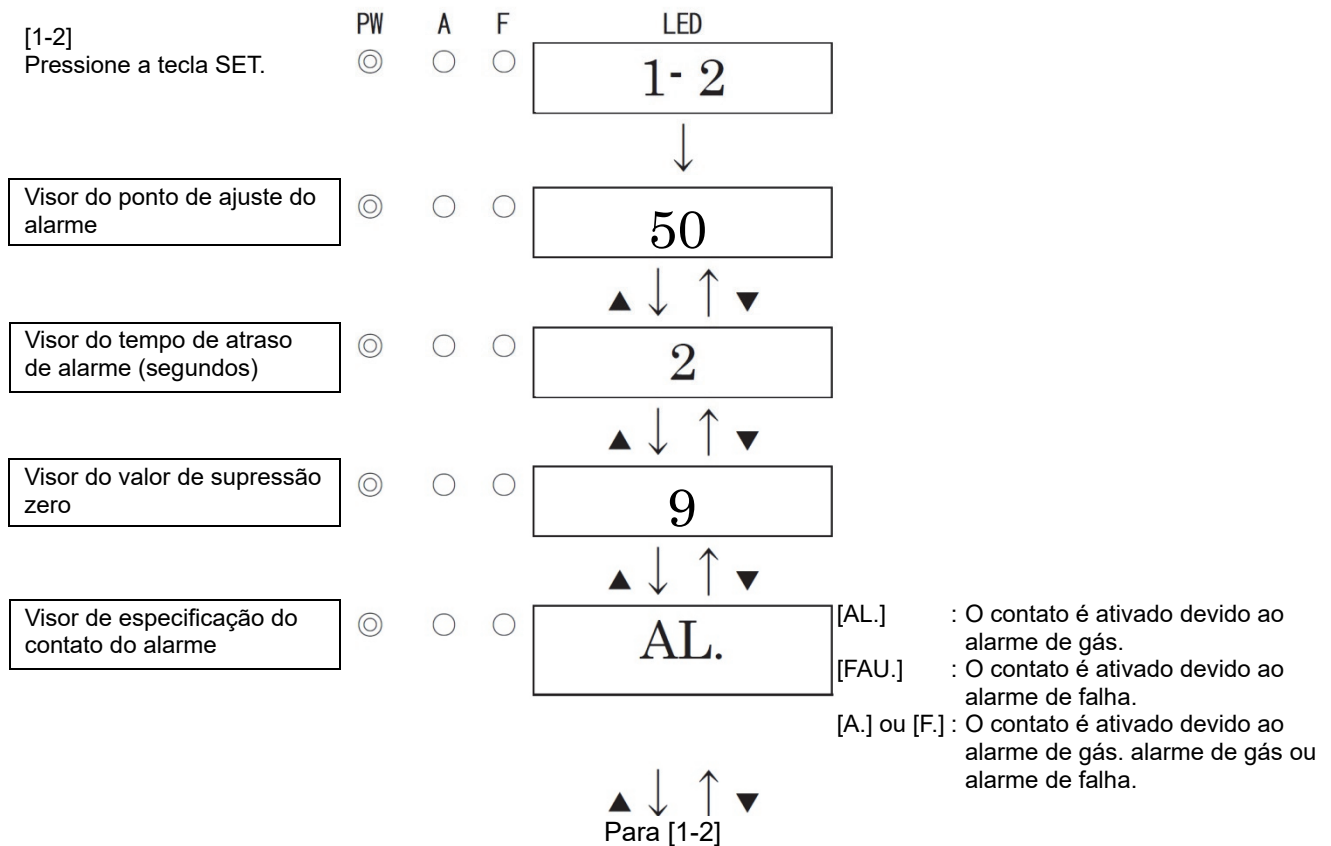 PW A F LED
[1-2]
Pressione a tecla SET.
1- 2
Visor do ponto de ajuste do
alarme
50
▲ ↓ ↑ ▼
Visor do tempo de atraso
de alarme (segundos)
2
▲ ↓ ↑ ▼
Visor do valor de supressão
zero
9
▲ ↓ ↑ ▼
Visor de especificação do
contato do alarme
AL.
[AL.] : O contato é ativado devido ao
alarme de gás.
[FAU.] : O contato é ativado devido ao
alarme de falha.
[A.] ou [F.] : O contato é ativado devido ao
alarme de gás. alarme de gás ou
alarme de falha.
▲ ↓ ↑ ▼
Para [1-2]